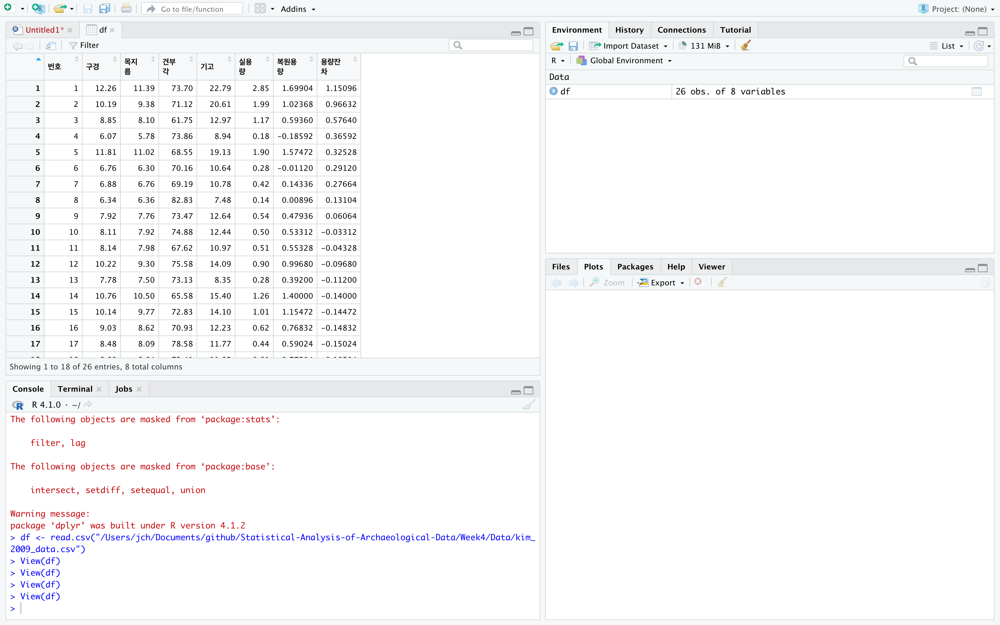 Go to file/function
Addins
Project: (None)
Untitled1*
df
Filter
번호 구경 목지름 견부각 기고 실용량 복원용량 용량잔차
1 1 12.26 11.39 73.70 22.79 2.85 1.69904 1.15096
2 2 10.19 9.38 71.12 20.61 1.99 1.02368 0.96632
3 3 8.85 8.10 61.75 12.97 1.17 0.59360 0.57640
4 4 6.07 5.78 73.86 8.94 0.18 -0.18592 0.36592
5 5 11.81 11.02 68.55 19.13 1.90 1.57472 0.32528
6 6 6.76 6.30 70.16 10.64 0.28 -0.01120 0.29120
7 7 6.88 6.76 69.19 10.78 0.42 0.14336 0.27664
8 8 6.34 6.36 82.83 7.48 0.14 0.00896 0.13104
9 9 7.92 7.76 73.47 12.64 0.54 0.47936 0.06064
10 10 8.11 7.92 74.88 12.44 0.50 0.53312 -0.03312
11 11 8.14 7.98 67.62 10.97 0.51 0.55328 -0.04328
12 12 10.22 9.30 75.58 14.09 0.90 0.99680 -0.09680
13 13 7.78 7.50 73.13 8.35 0.28 0.39200 -0.11200
14 14 10.76 10.50 65.58 15.40 1.26 1.40000 -0.14000
15 15 10.14 9.77 72.83 14.10 1.01 1.15472 -0.14472
16 16 9.03 8.62 70.93 12.23 0.62 0.76832 -0.14832
17 17 8.48 8.09 78.58 11.77 0.44 0.59024 -0.15024
Showing 1 to 18 of 26 entries, 8 total columns
Console
Terminal
Jobs
R 4.1.0 · ~/
The following objects are masked from ‘package:stats’:
filter, lag
The following objects are masked from ‘package:base’:
intersect, setdiff, setequal, union
Warning message:
package ‘dplyr’ was built under R version 4.1.2
> df <- read.csv("/Users/jch/Documents/github/Statistical-Analysis-of-Archaeological-Data/Week4/Data/kim_
2009_data.csv")
> View(df)
> View(df)
> View(df)
> View(df)
>
Environment
History
Connections
Tutorial
Import Dataset
131 MiB
List
R
Global Environment
Data
df
26 obs. of 8 variables
Files
Plots
Packages
Help
Viewer
Zoom
Export